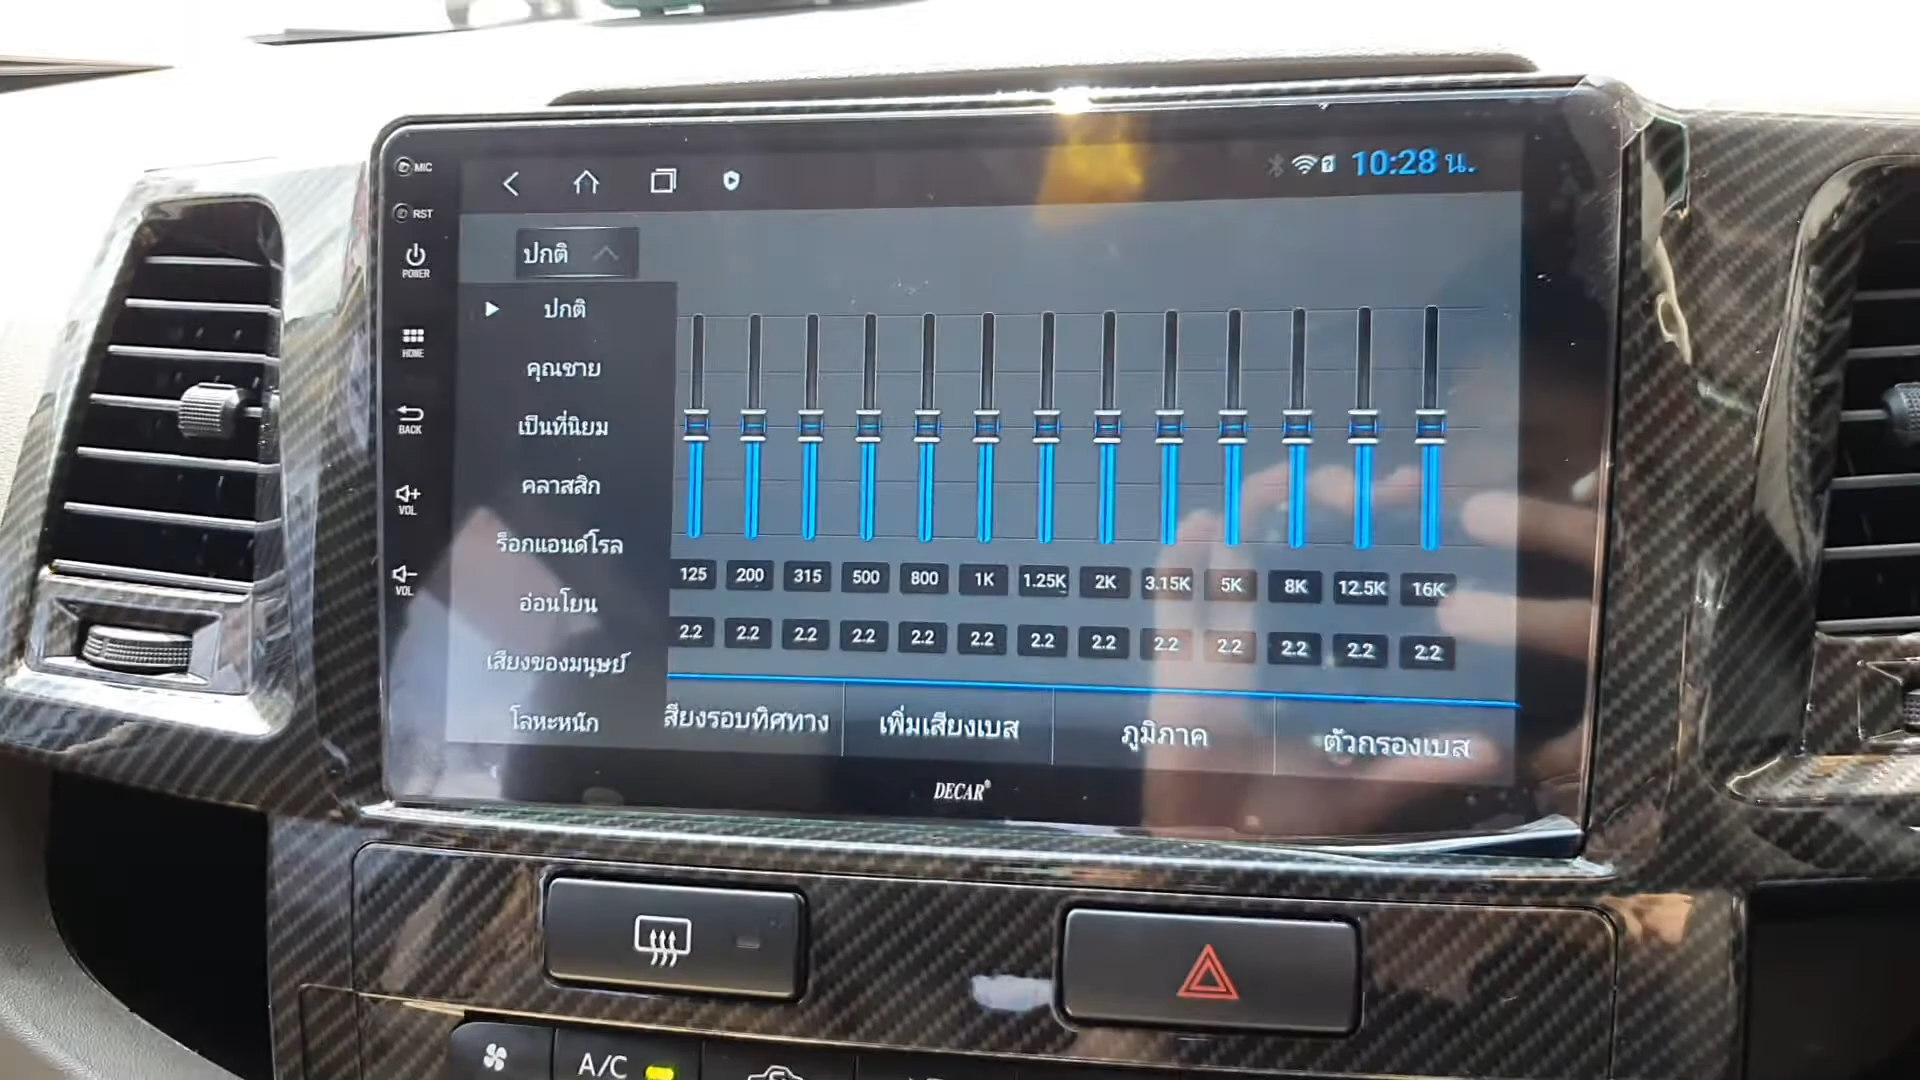 MIC
10:28 น.
RST
POWER
ปกติ
ปกติ
คุณชาย
HOME
เป็นที่นิยม
BACK
คลาสสิก
VOL
ร็อกแอนด์โรล
VOL
อ่อนโยน
เสียงของมนุษย์
โลหะหนัก
125 200 315 500 800 1K 1.25K 2K 3.15K 5K 8K 12.5K 16K
2.2 2.2 2.2 2.2 2.2 2.2 2.2 2.2 2.2 2.2 2.2 2.2 2.2
สียงรอบทิศทาง เพิ่มเสียงเบส ภูมิภาค ตัวกรองเบส
DECAR®
A/C